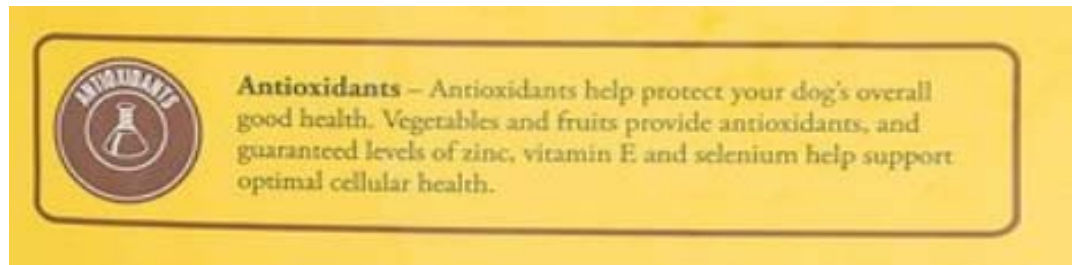 ANTIOXIDANTS
Antioxidants – Antioxidants help protect your dog's overall
good health. Vegetables and fruits provide antioxidants, and
guaranteed levels of zinc, vitamin E and selenium help support
optimal cellular health.